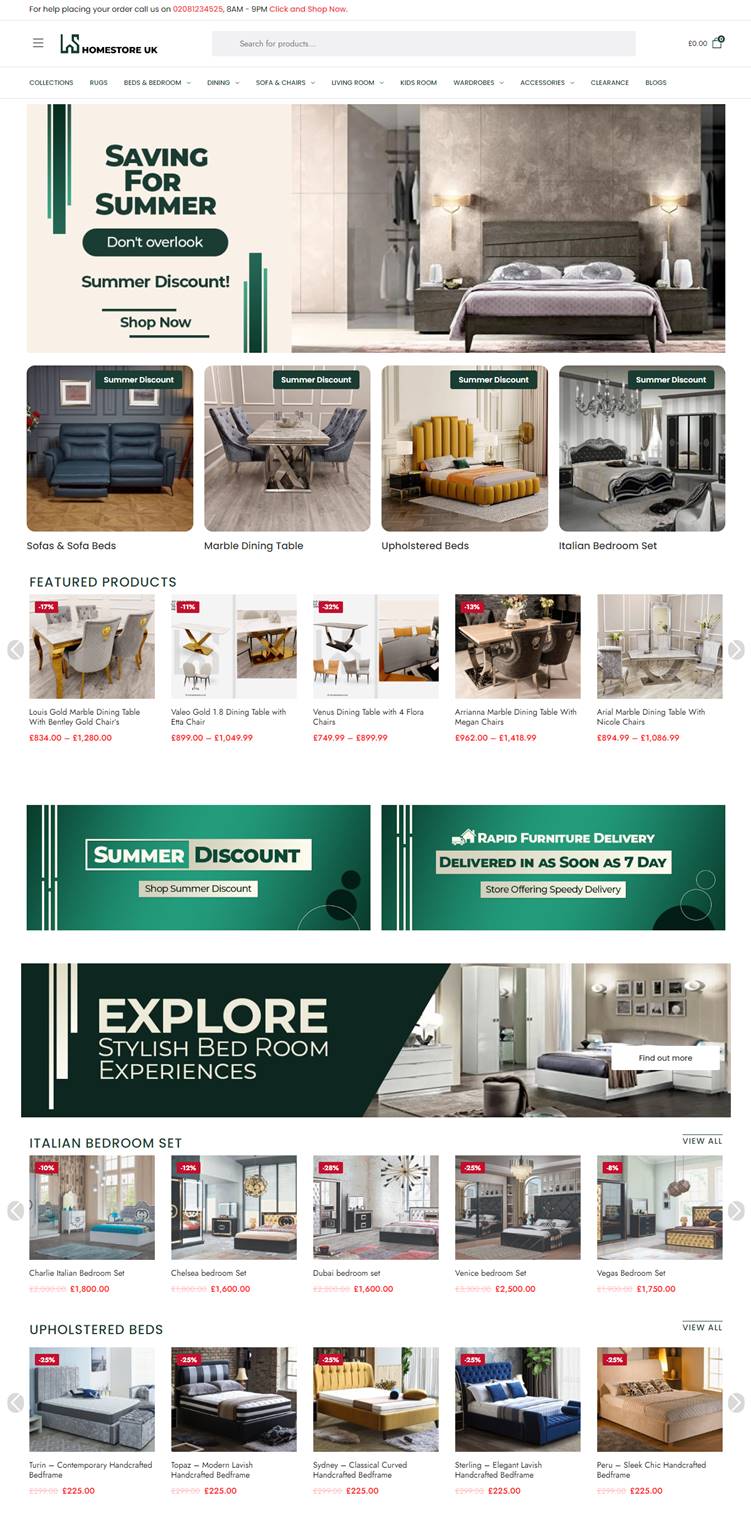 For help placing your order call us on 02081234525, 8AM - 9PM Click and Shop Now.
HOMESTORE UK
Search for products...
£0.00
0
COLLECTIONS RUGS BEDS & BEDROOM DINING SOFA & CHAIRS LIVING ROOM KIDS ROOM WARDROBES ACCESSORIES CLEARANCE BLOGS
SAVING
FOR
SUMMER
Don't overlook
Summer Discount!
Shop Now
Summer Discount
Summer Discount
Summer Discount
Summer Discount
Sofas & Sofa Beds
Marble Dining Table
Upholstered Beds
Italian Bedroom Set
FEATURED PRODUCTS
-17%
-11%
-32%
-13%
Louis Gold Marble Dining Table
With Bentley Gold Chair's
£834.00 – £1,280.00
Valeo Gold 1.8 Dining Table with
Etta Chair
£899.00 – £1,049.99
Venus Dining Table with 4 Flora
Chairs
£749.99 – £899.99
Arrianna Marble Dining Table With
Megan Chairs
£962.00 – £1,418.99
Arial Marble Dining Table With
Nicole Chairs
£894.99 – £1,086.99
SUMMER DISCOUNT
Shop Summer Discount
RAPID FURNITURE DELIVERY
DELIVERED IN AS SOON AS 7 DAY
Store Offering Speedy Delivery
EXPLORE
STYLISH BED ROOM
EXPERIENCES
Find out more
ITALIAN BEDROOM SET
VIEW ALL
-10%
-12%
-28%
-25%
-8%
Charlie Italian Bedroom Set
£2,000.00 £1,800.00
Chelsea bedroom Set
£1,800.00 £1,600.00
Dubai bedroom set
£2,200.00 £1,600.00
Venice bedroom Set
£3,300.00 £2,500.00
Vegas Bedroom Set
£1,900.00 £1,750.00
UPHOLSTERED BEDS
VIEW ALL
-25%
-25%
-25%
-25%
-25%
Turin – Contemporary Handcrafted
Bedframe
£299.00 £225.00
Topaz – Modern Lavish
Handcrafted Bedframe
£299.00 £225.00
Sydney – Classical Curved
Handcrafted Bedframe
£299.00 £225.00
Sterling – Elegant Lavish
Handcrafted Bedframe
£299.00 £225.00
Peru – Sleek Chic Handcrafted
Bedframe
£299.00 £225.00